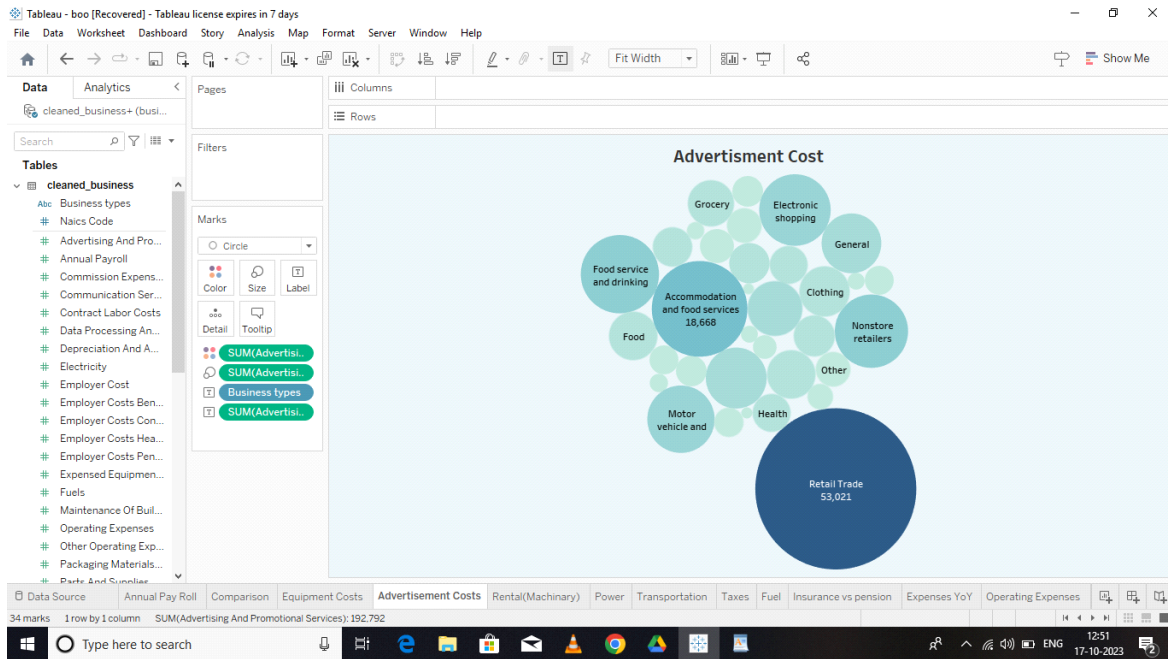 Tableau - boo [Recovered] - Tableau license expires in 7 days
File Data Worksheet Dashboard Story Analysis Map Format Server Window Help
Fit Width
Show Me
Data Analytics
cleaned_business+ (busi...
Search
Tables
cleaned_business
Abc Business types
# Naics Code
# Advertising And Pro...
# Annual Payroll
# Commission Expens...
# Communication Ser...
# Contract Labor Costs
# Data Processing An...
# Depreciation And A...
# Electricity
# Employer Cost
# Employer Costs Ben...
# Employer Costs Con...
# Employer Costs Hea...
# Employer Costs Pen...
# Expensed Equipmen...
# Fuels
# Maintenance Of Buil...
# Operating Expenses
# Other Operating Exp...
# Packaging Materials...
# Parts And Supplies
Pages
Filters
Marks
Circle
Color Size Label
Detail Tooltip
SUM(Advertisi..
SUM(Advertisi..
Business types
SUM(Advertisi..
Columns
Rows
Advertisment Cost
Grocery
Electronic
shopping
General
Food service
and drinking
Accommodation
and food services
18,668
Clothing
Nonstore
retailers
Food
Other
Motor
vehicle and
Health
Retail Trade
53,021
Data Source Annual Pay Roll Comparison Equipment Costs Advertisement Costs Rental(Machinery) Power Transportation Taxes Fuel Insurance vs pension Expenses YoY Operating Expenses
34 marks 1 row by 1 column SUM(Advertising And Promotional Services): 192,792
Type here to search
ENG
12:51
17-10-2023
2